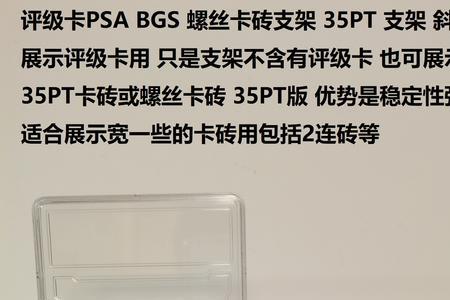 评级卡PSA BGS 螺丝卡砖支架 35PT 支架 斜
展示评级卡用 只是支架不含有评级卡 也可展示
35PT卡砖或螺丝卡砖 35PT版 优势是稳定性强
适合展示宽一些的卡砖用包括2连砖等